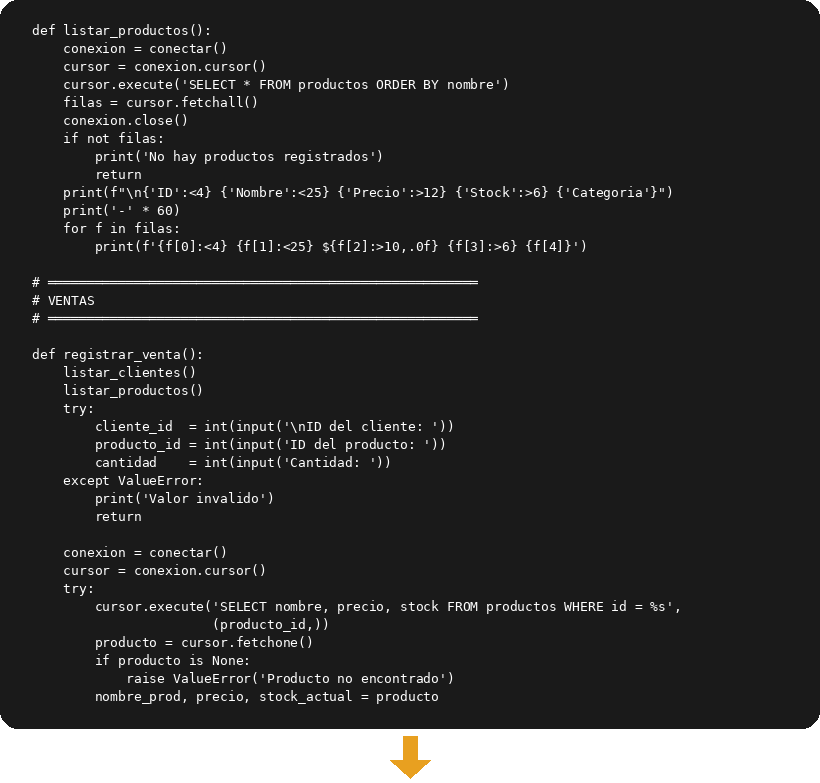 def listar_productos():
    conexion = conectar()
    cursor = conexion.cursor()
    cursor.execute('SELECT * FROM productos ORDER BY nombre')
    filas = cursor.fetchall()
    conexion.close()
    if not filas:
        print('No hay productos registrados')
        return
    print(f"\n{'ID':<4} {'Nombre':<25} {'Precio':>12} {'Stock':>6} {'Categoria'}")
    print('-' * 60)
    for f in filas:
        print(f'{f[0]:<4} {f[1]:<25} ${f[2]:>10,.0f} {f[3]:>6} {f[4]}')

# ═══════════════════════════════════════════════════════
# VENTAS
# ═══════════════════════════════════════════════════════

def registrar_venta():
    listar_clientes()
    listar_productos()
    try:
        cliente_id  = int(input('\nID del cliente: '))
        producto_id = int(input('ID del producto: '))
        cantidad    = int(input('Cantidad: '))
    except ValueError:
        print('Valor invalido')
        return

    conexion = conectar()
    cursor = conexion.cursor()
    try:
        cursor.execute('SELECT nombre, precio, stock FROM productos WHERE id = %s',
                       (producto_id,))
        producto = cursor.fetchone()
        if producto is None:
            raise ValueError('Producto no encontrado')
        nombre_prod, precio, stock_actual = producto